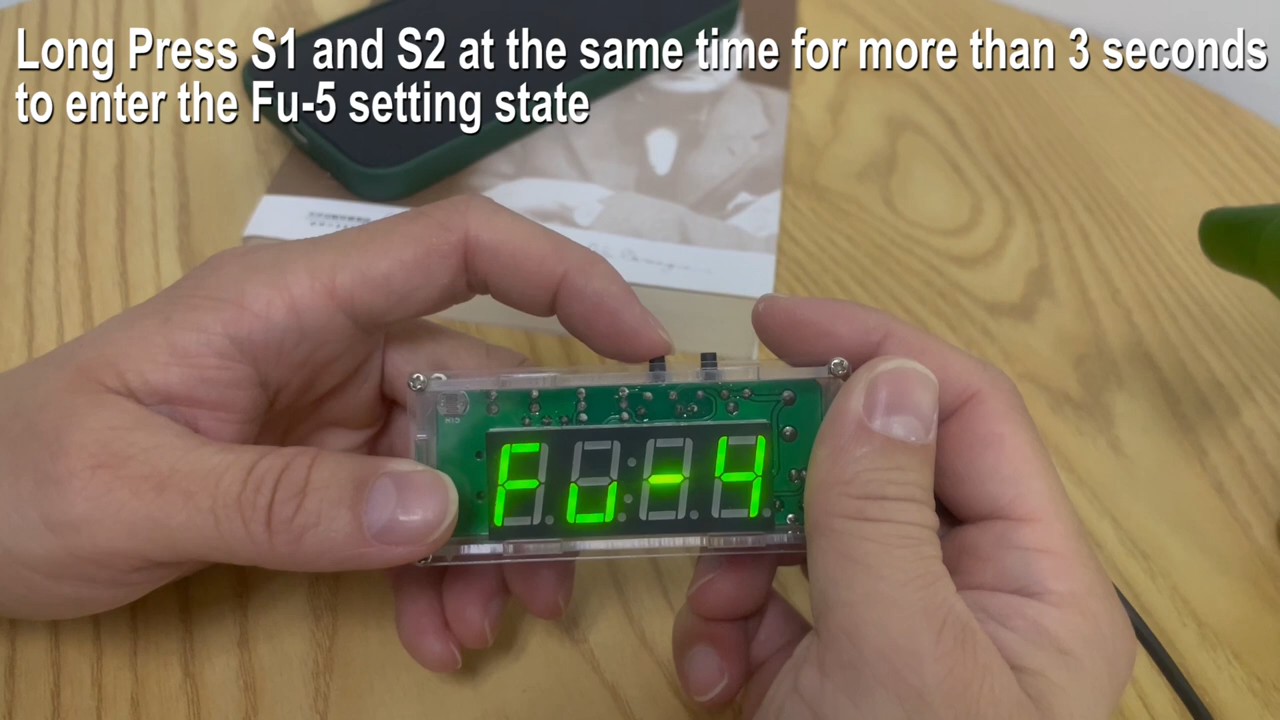 Long Press S1 and S2 at the same time for more than 3 seconds
to enter the Fu-5 setting state
Fu-4